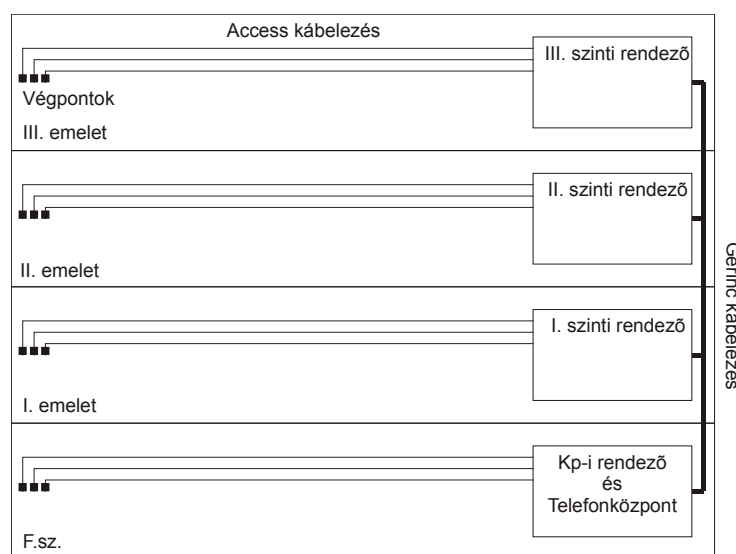 Access kábelezés
III. szinti rendezõ
Végpontok
III. emelet
II. szinti rendezõ
II. emelet
Gerinc kábelezés
I. szinti rendezõ
I. emelet
Kp-i rendezõ
és
Telefonközpont
F.sz.